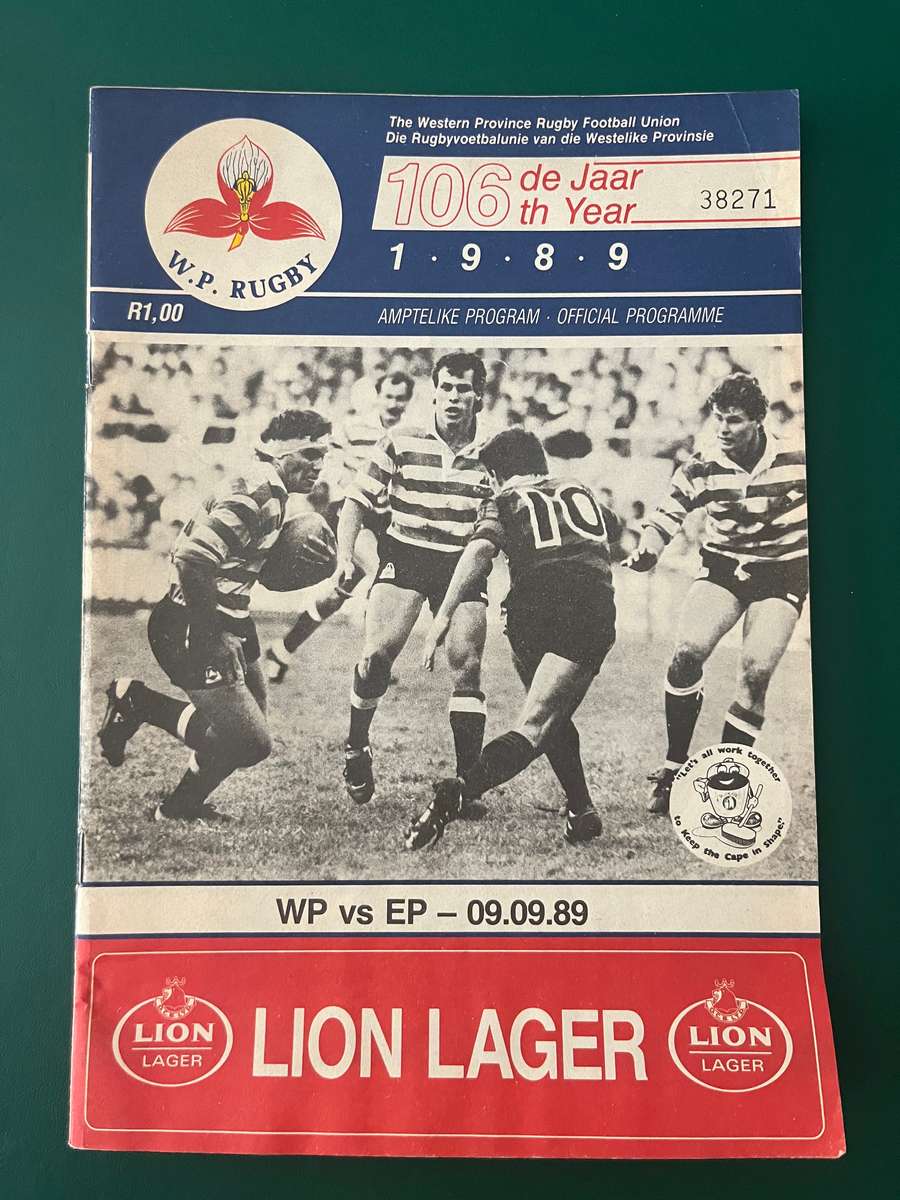 The Western Province Rugby Football Union
Die Rugbyvoetbalunie van die Westelike Provinsie
106 de Jaar
th Year
38271
1 · 9 · 8 · 9
W.P. RUGBY
R1,00
AMPTELIKE PROGRAM · OFFICIAL PROGRAMME
10
"Let's all work together
to Keep the Cape in Shape."
WP vs EP – 09.09.89
LION
LAGER
LION LAGER
LION
LAGER